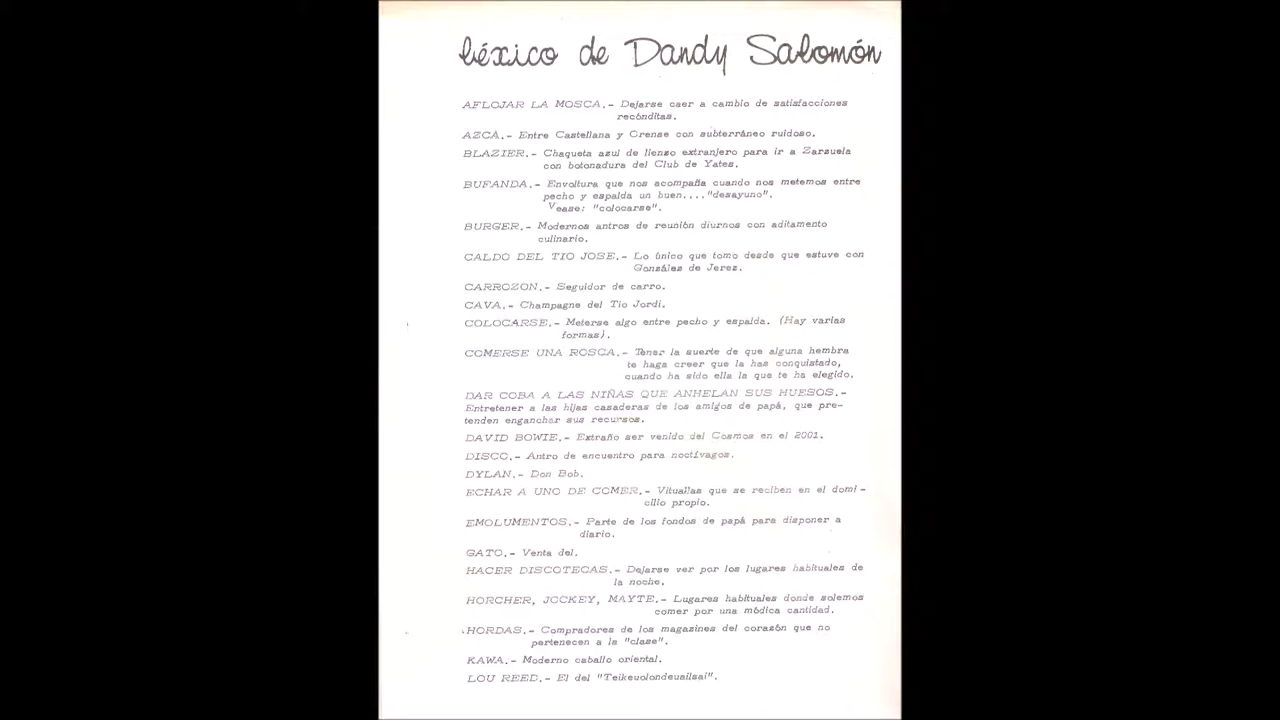 Léxico de Dandy Salomón
AFLOJAR LA MOSCA.- Dejarse caer a cambio de satisfacciones
recónditas.
AZCA.- Entre Castellana y Orense con subterráneo ruidoso.
BLAZIER.- Chaqueta azul de lienzo extranjero para ir a Zarzuela
con botonadura del Club de Yates.
BUFANDA.- Envoltura que nos acompaña cuando nos metemos entre
pecho y espalda un buen...."desayuno".
Vease: "colocarse".
BURGER.- Modernos antros de reunión diurnos con aditamento
culinario.
CALDO DEL TIO JOSE.- Lo único que tomo desde que estuve con
González de Jerez.
CARROZON.- Seguidor de carro.
CAVA.- Champagne del Tio Jordi.
COLOCARSE.- Meterse algo entre pecho y espalda. (Hay varias
formas).
COMERSE UNA ROSCA.- Tener la suerte de que alguna hembra
te haga creer que la has conquistado,
cuando ha sido ella la que te ha elegido.
DAR COBA A LAS NIÑAS QUE ANHELAN SUS HUESOS.-
Entretener a las hijas casaderas de los amigos de papá, que pre-
tenden enganchar sus recursos.
DAVID BOWIE.- Extraño ser venido del Cosmos en el 2001.
DISCO.- Antro de encuentro para noctívagos.
DYLAN.- Don Bob.
ECHAR A UNO DE COMER.- Vituallas que se reciben en el domi-
cilio propio.
EMOLUMENTOS.- Parte de los fondos de papá para disponer a
diario.
GATO.- Venta del.
HACER DISCOTECAS.- Dejarse ver por los lugares habituales de
la noche.
HORCHER, JOCKEY, MAYTE.- Lugares habituales donde solemos
comer por una módica cantidad.
HORDAS.- Compradores de los magazines del corazón que no
pertenecen a la "clase".
KAWA.- Moderno caballo oriental.
LOU REED.- El del "Teikeuolondeuailsai".